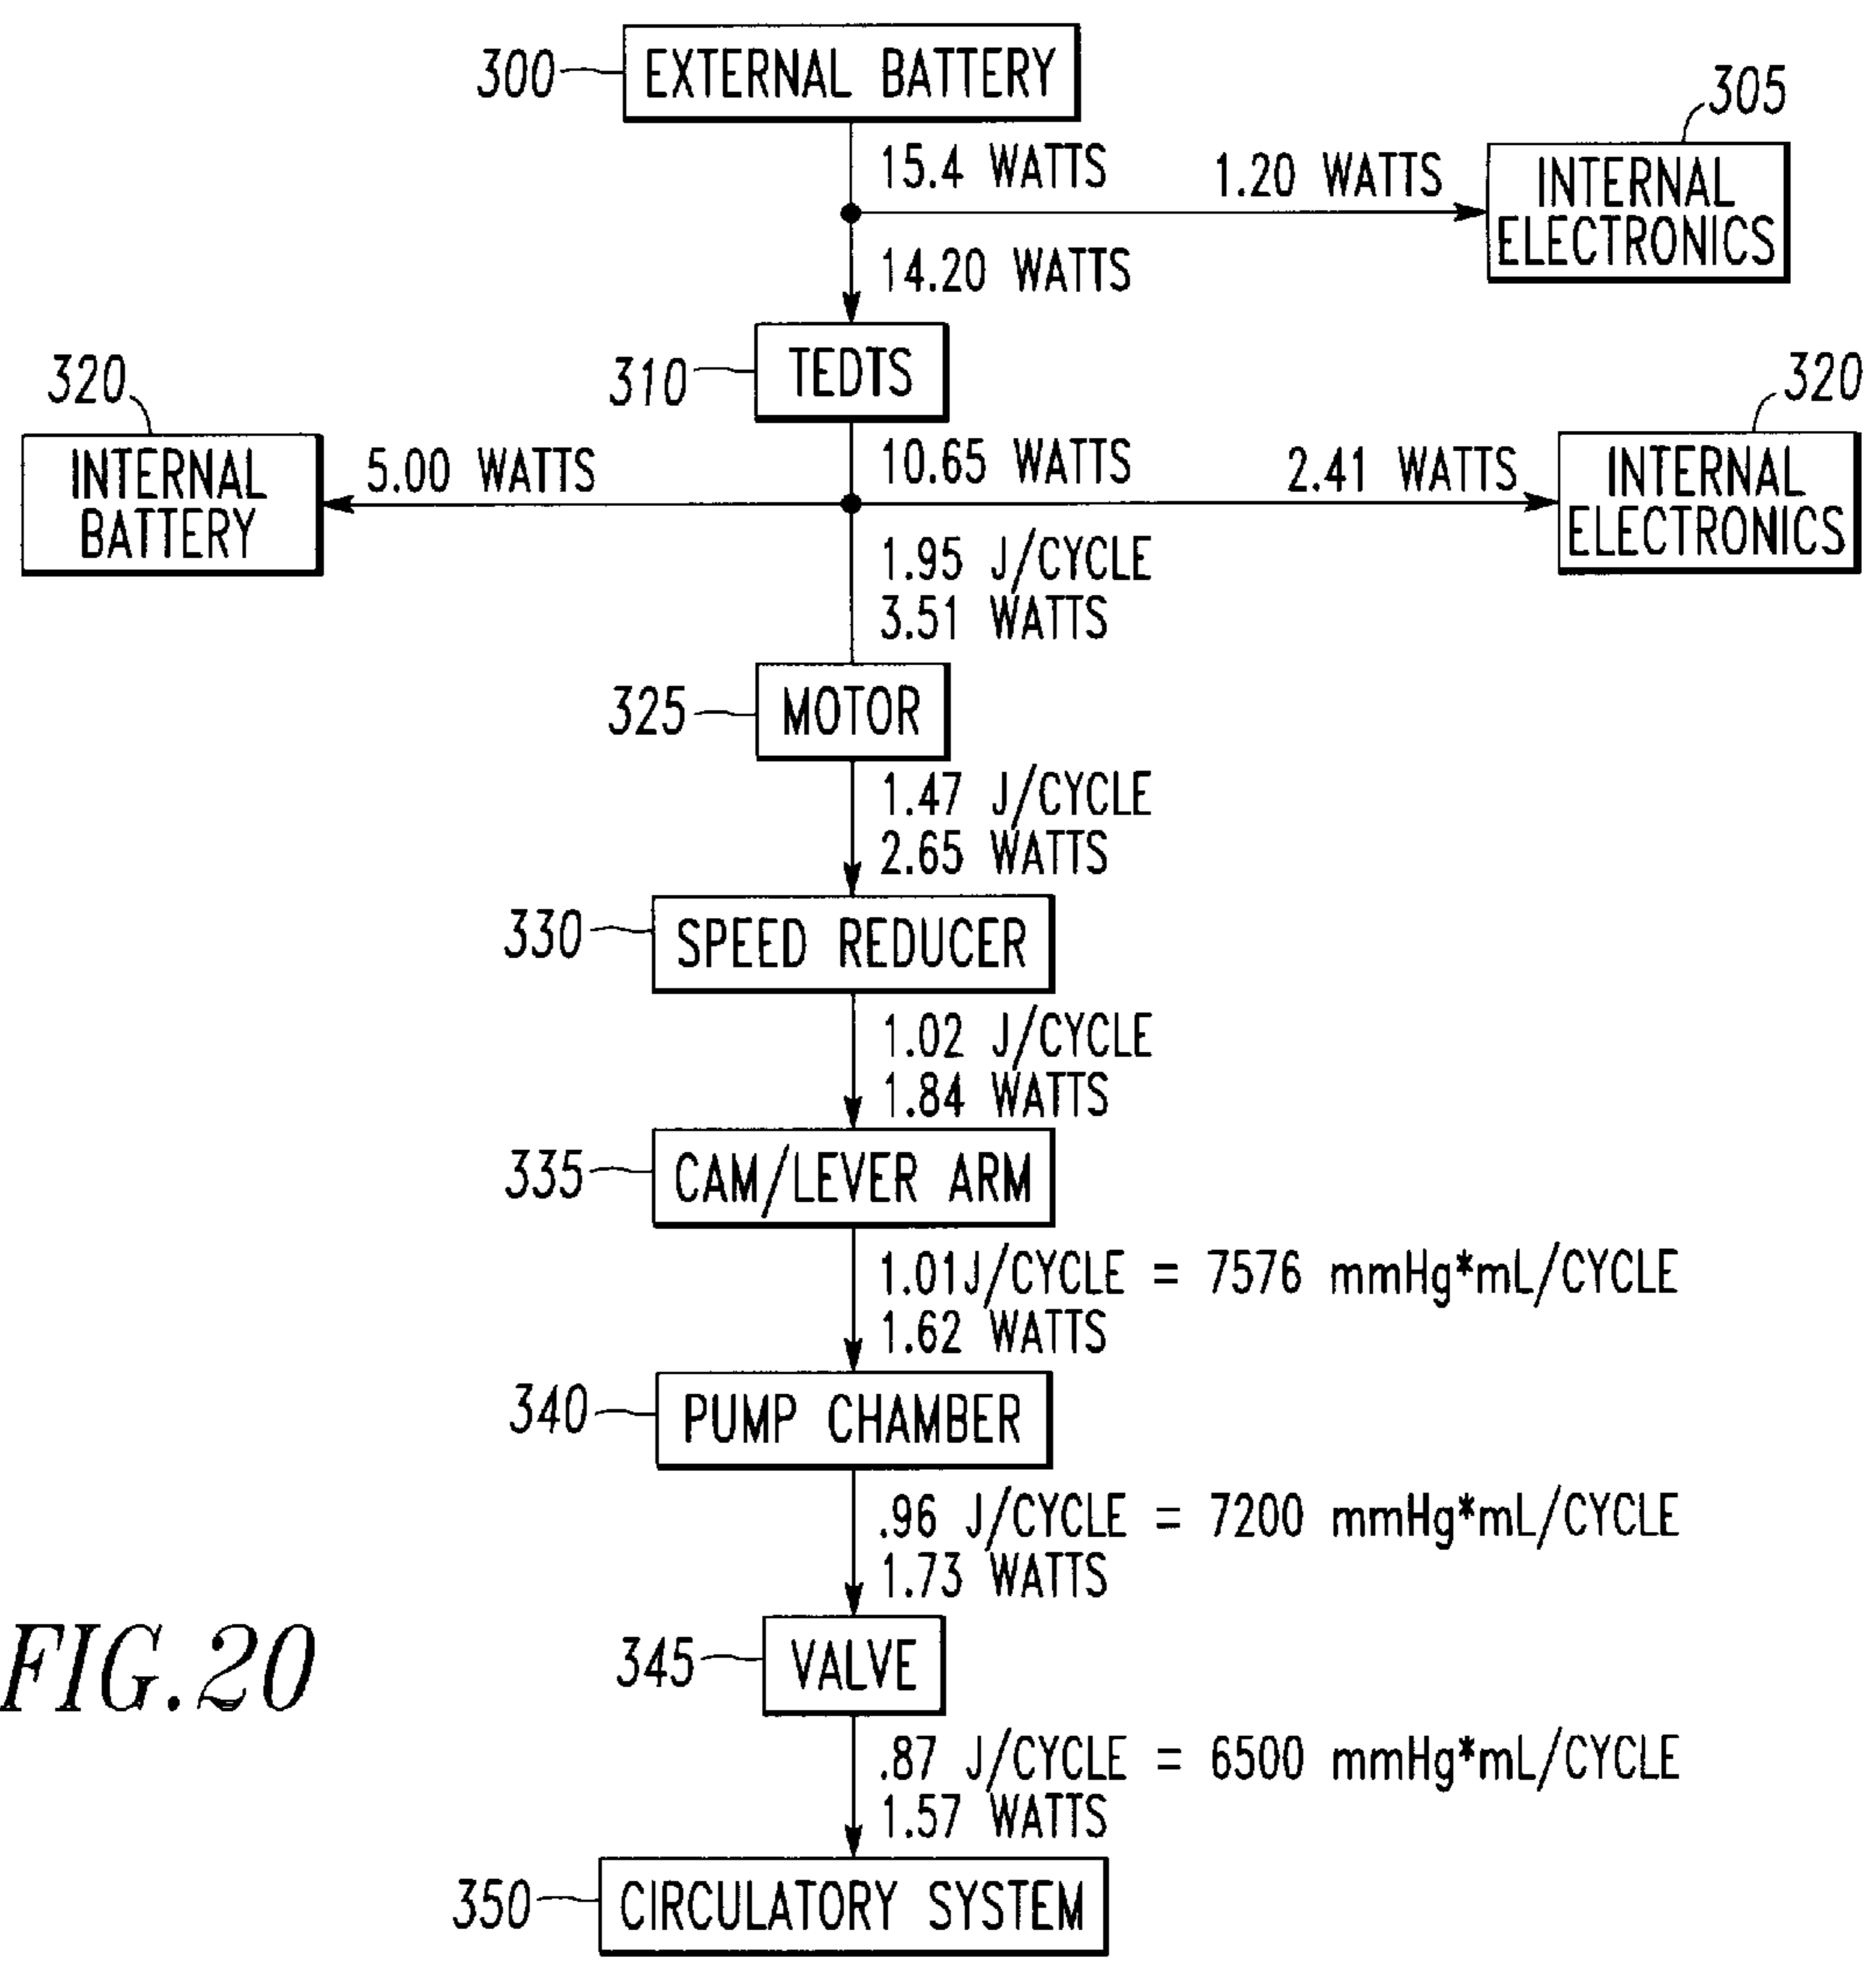 300
EXTERNAL BATTERY
305
15.4 WATTS
1.20 WATTS
INTERNAL
ELECTRONICS
14.20 WATTS
310
TEDTS
320
INTERNAL
BATTERY
5.00 WATTS
10.65 WATTS
2.41 WATTS
320
INTERNAL
ELECTRONICS
1.95 J/CYCLE
3.51 WATTS
325
MOTOR
1.47 J/CYCLE
2.65 WATTS
330
SPEED REDUCER
1.02 J/CYCLE
1.84 WATTS
335
CAM/LEVER ARM
1.01J/CYCLE = 7576 mmHg*mL/CYCLE
1.62 WATTS
340
PUMP CHAMBER
.96 J/CYCLE = 7200 mmHg*mL/CYCLE
1.73 WATTS
345
VALVE
FIG.20
.87 J/CYCLE = 6500 mmHg*mL/CYCLE
1.57 WATTS
350
CIRCULATORY SYSTEM